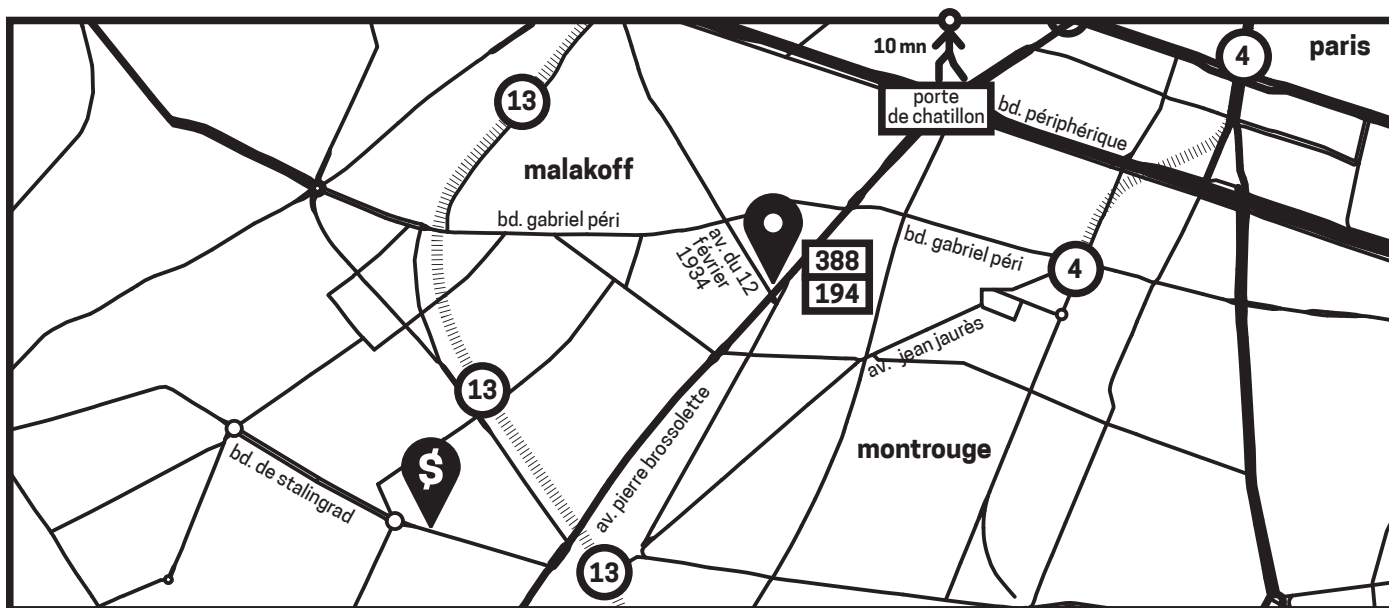 10 mn
4
paris
13
porte
de chatillon
bd. périphérique
malakoff
bd. gabriel péri
av. du 12
février
1934
388
194
bd. gabriel péri
4
av. jean jaurès
13
av. pierre brossolette
montrouge
$
bd. de stalingrad
13